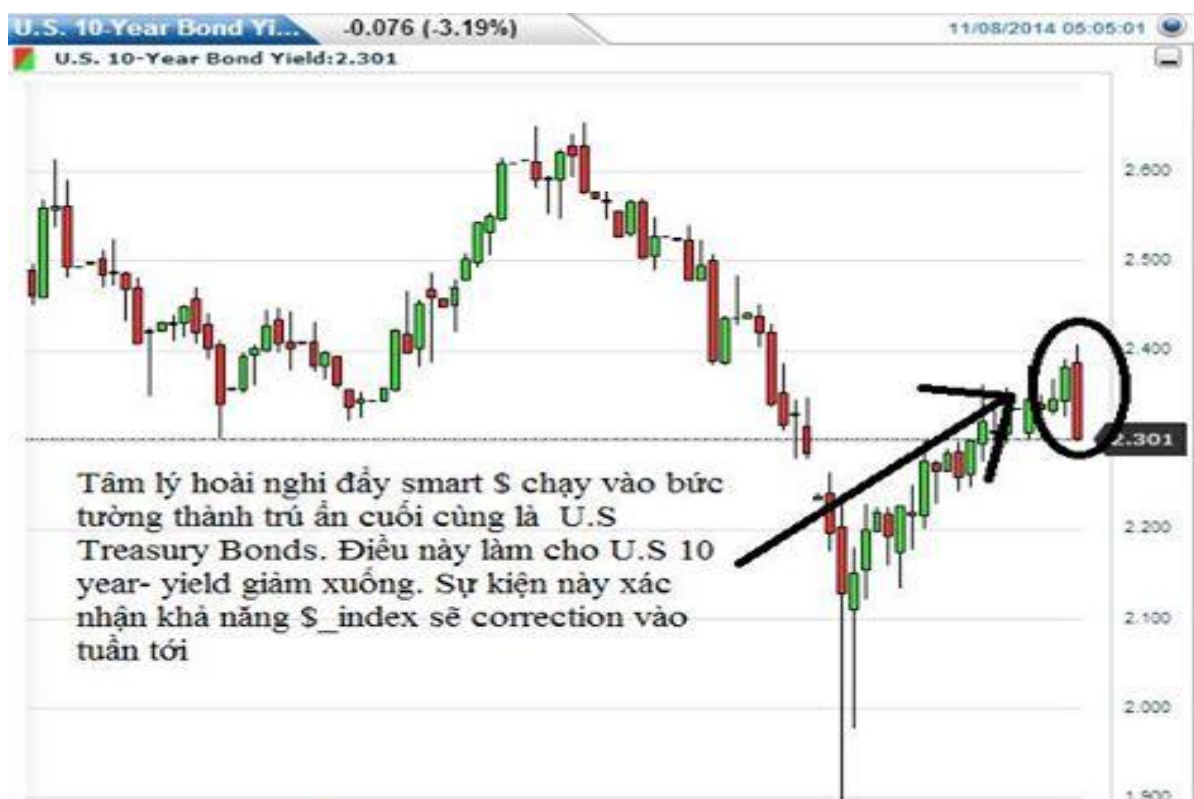 U.S. 10-Year Bond Yi... -0.076 (-3.19%) 11/08/2014 05:05:01
U.S. 10-Year Bond Yield:2.301
2.600
2.500
2.400
2.301
2.200
2.100
2.000
1.900
Tâm lý hoài nghi đẩy smart $ chạy vào bức
tường thành trú ẩn cuối cùng là U.S
Treasury Bonds. Điều này làm cho U.S 10
year- yield giảm xuống. Sự kiện này xác
nhận khả năng $_index sẽ correction vào
tuần tới